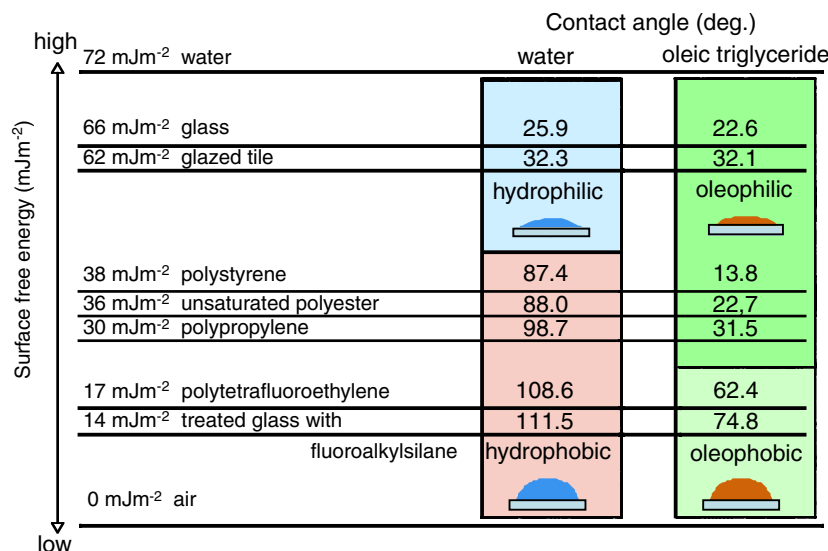 Contact angle (deg.)
high
72 mJm-2 water water oleic triglyceride
66 mJm-2 glass 25.9 22.6
62 mJm-2 glazed tile 32.3 32.1
hydrophilic oleophilic
Surface free energy (mJm-2)
38 mJm-2 polystyrene 87.4 13.8
36 mJm-2 unsaturated polyester 88.0 22,7
30 mJm-2 polypropylene 98.7 31.5
17 mJm-2 polytetrafluoroethylene 108.6 62.4
14 mJm-2 treated glass with 111.5 74.8
fluoroalkylsilane hydrophobic oleophobic
0 mJm-2 air
low